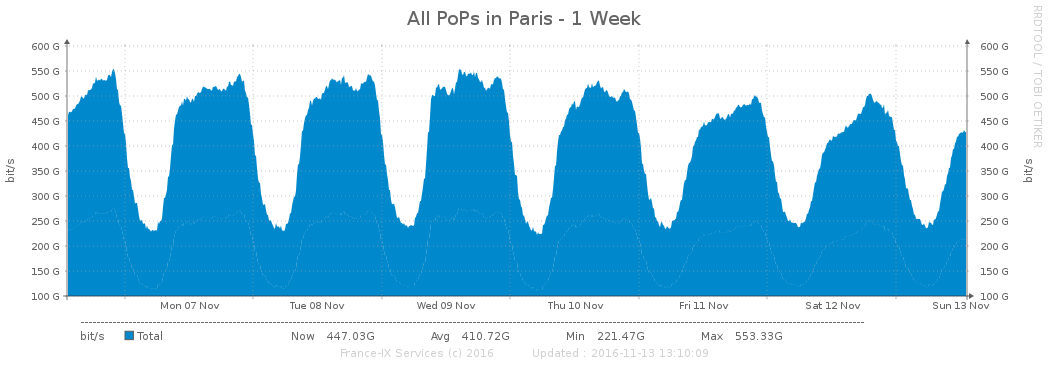 All PoPs in Paris - 1 Week
RRDTOOL / TOBI OETIKER
600 G 600 G
550 G 550 G
500 G 500 G
450 G 450 G
400 G 400 G
350 G 350 G
300 G 300 G
250 G 250 G
200 G 200 G
150 G 150 G
100 G 100 G
bit/s
bit/s
Mon 07 Nov Tue 08 Nov Wed 09 Nov Thu 10 Nov Fri 11 Nov Sat 12 Nov Sun 13 Nov
bit/s Total Now 447.03G Avg 410.72G Min 221.47G Max 553.33G
France-IX Services (c) 2016 Updated : 2016-11-13 13:10:09